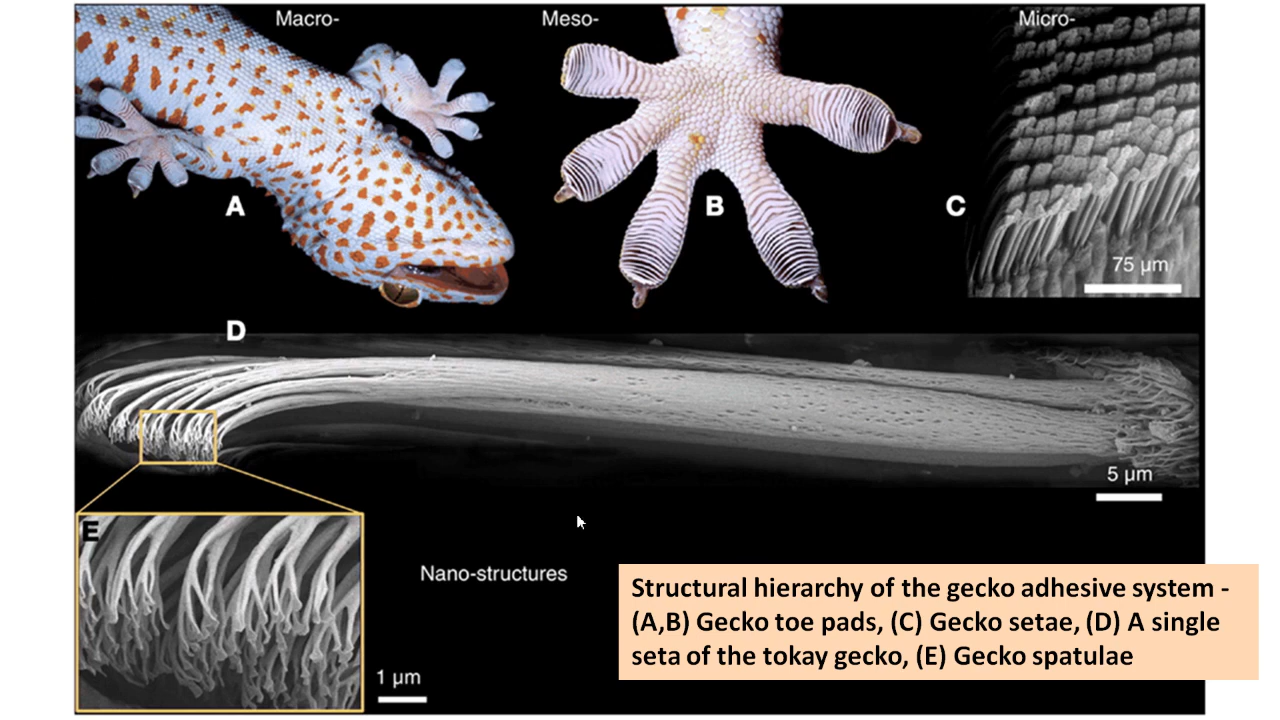 Macro-
Meso-
Micro-
A
B
C
75 µm
D
5 µm
E
Nano-structures
1 µm
Structural hierarchy of the gecko adhesive system -
(A,B) Gecko toe pads, (C) Gecko setae, (D) A single
seta of the tokay gecko, (E) Gecko spatulae